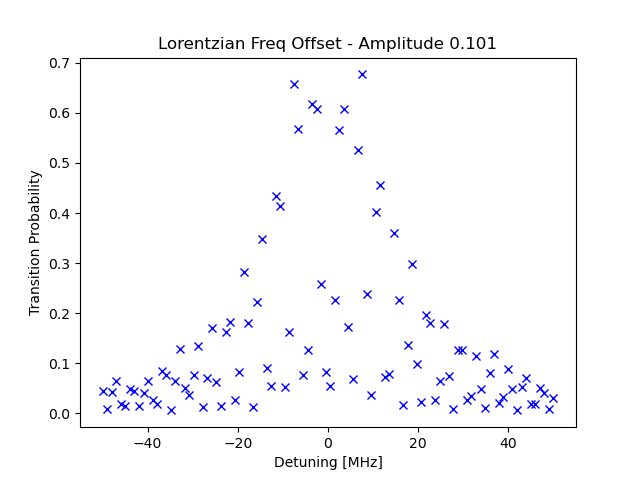 Lorentzian Freq Offset - Amplitude 0.101
0.7
0.6
0.5
0.4
0.3
0.2
0.1
0.0
Transition Probability
−40 −20 0 20 40
Detuning [MHz]